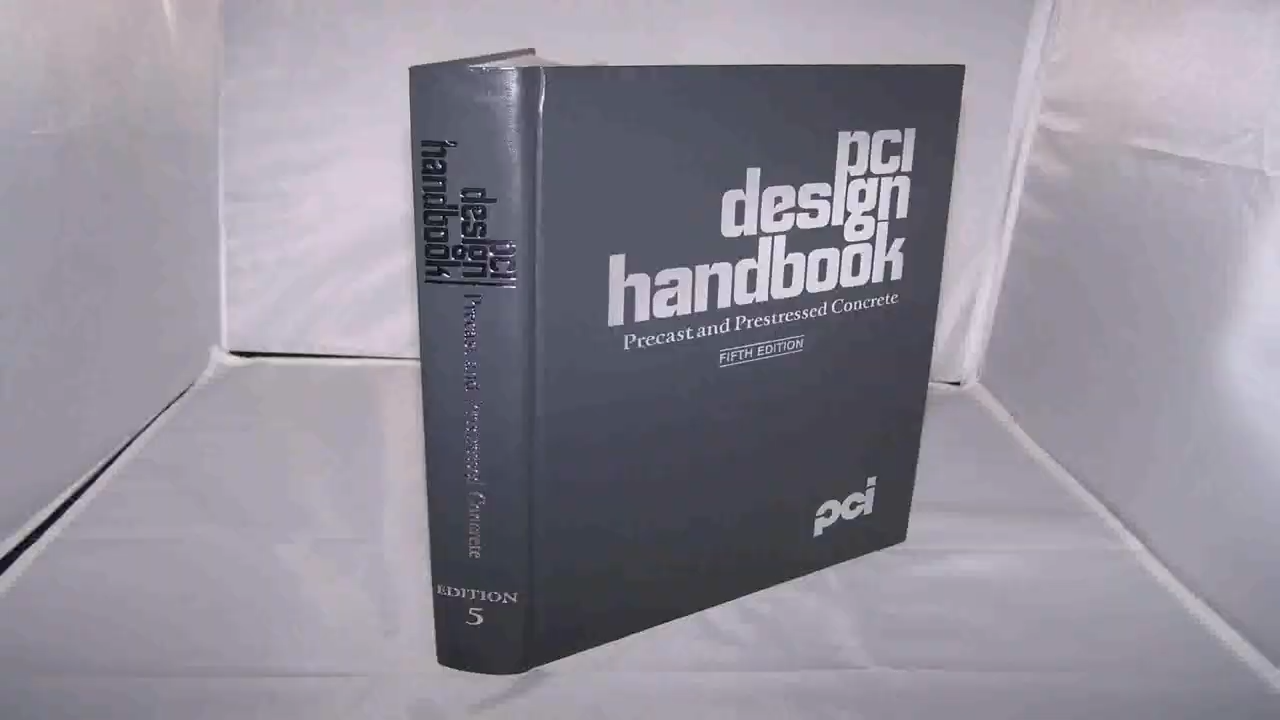 pci
design
handbook
Precast and Prestressed Concrete
FIFTH EDITION
pci
pci
design
handbook
Precast and Prestressed Concrete
EDITION
5